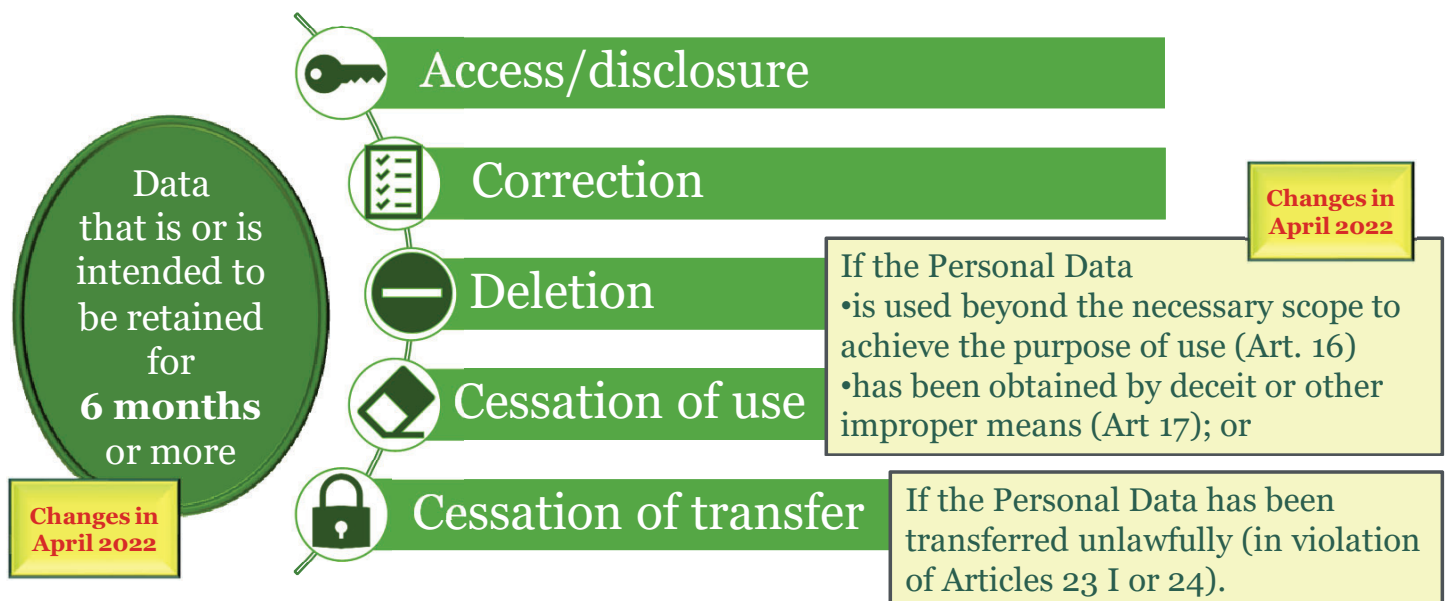 Access/disclosure
Correction
Deletion
Cessation of use
Cessation of transfer
Data
that is or is
intended to
be retained
for
6 months
or more
Changes in
April 2022
Changes in
April 2022
If the Personal Data
•is used beyond the necessary scope to
achieve the purpose of use (Art. 16)
•has been obtained by deceit or other
improper means (Art 17); or
If the Personal Data has been
transferred unlawfully (in violation
of Articles 23 I or 24).